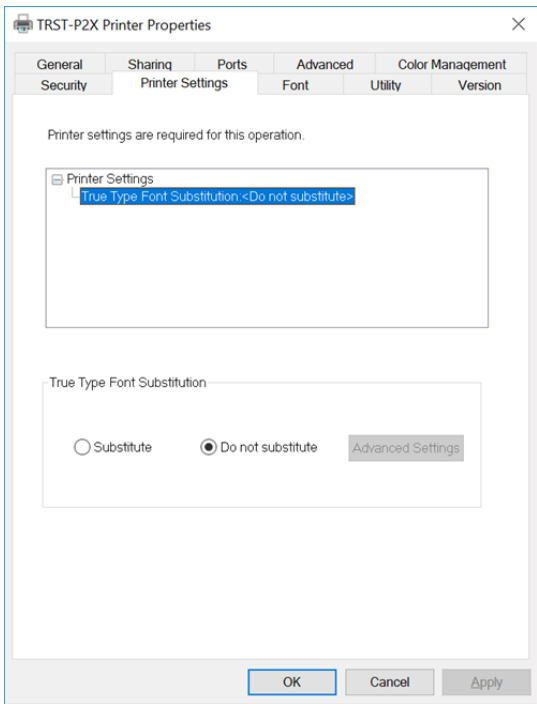 TRST-P2X Printer Properties
General Sharing Ports Advanced Color Management
Security Printer Settings Font Utility Version
Printer settings are required for this operation.
Printer Settings
True Type Font Substitution:<Do not substitute>
True Type Font Substitution
Substitute Do not substitute Advanced Settings
OK Cancel Apply